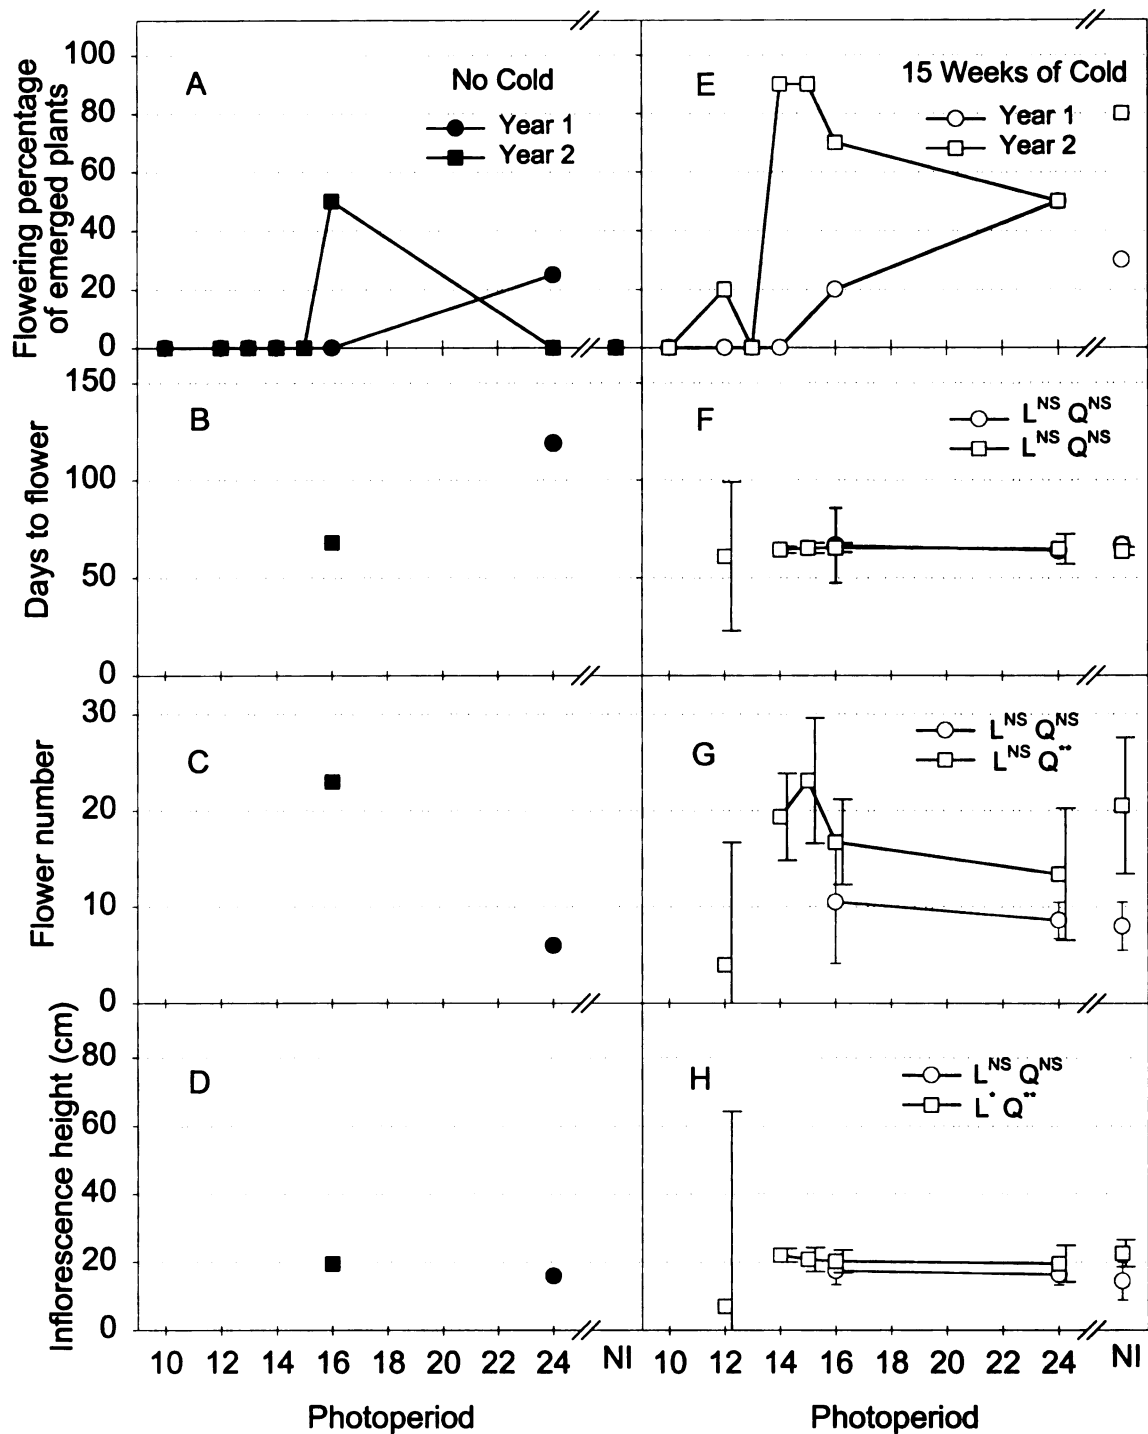 A
No Cold
Year 1
Year 2
Flowering percentage
of emerged plants
100
80
60
40
20
0
E
15 Weeks of Cold
Year 1
Year 2
B
Days to flower
150
100
50
0
F
L^NS Q^NS
L^NS Q^NS
C
Flower number
30
20
10
0
G
L^NS Q^NS
L^NS Q^**
D
Inflorescence height (cm)
80
60
40
20
0
H
L^NS Q^NS
L^* Q^**
10 12 14 16 18 20 22 24 NI
10 12 14 16 18 20 22 24 NI
Photoperiod
Photoperiod